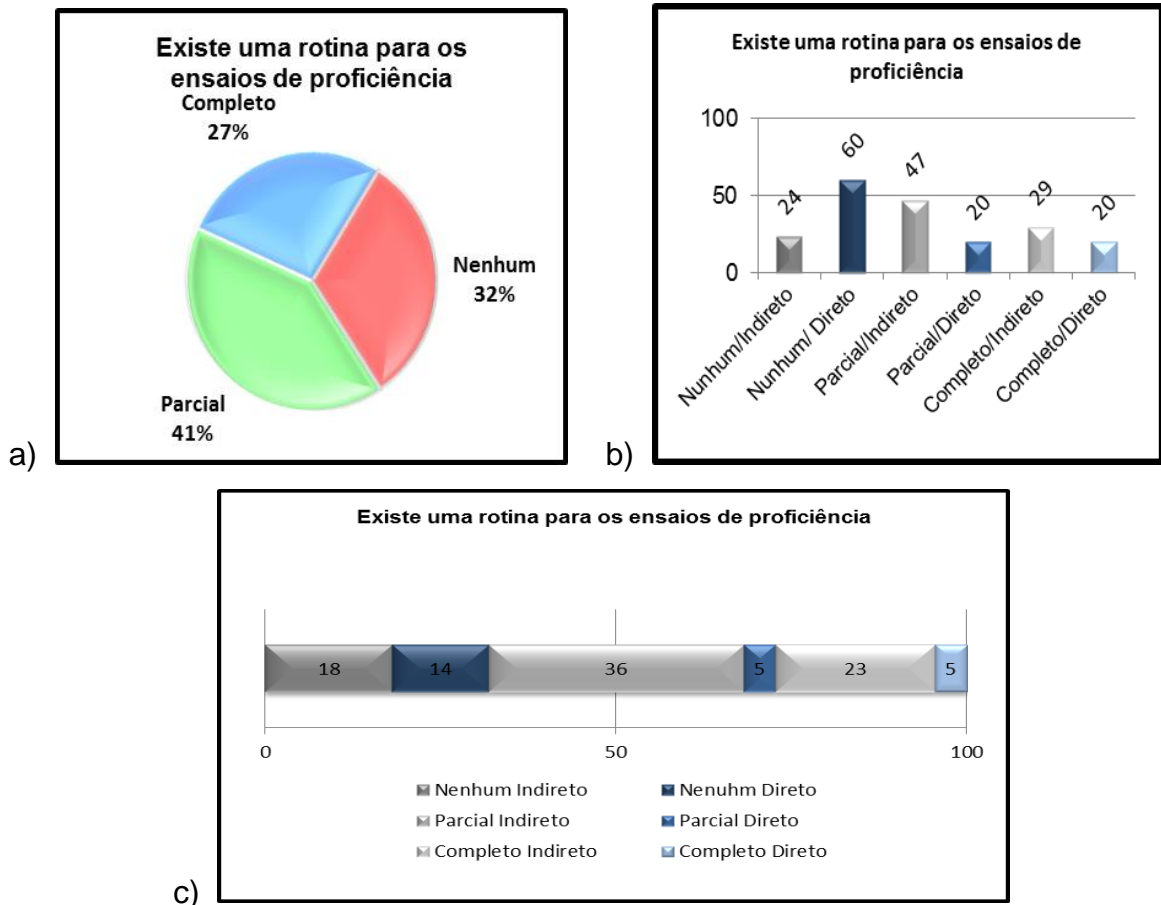 Existe uma rotina para os
ensaios de proficiência
Completo
27%
Nenhum
32%
Parcial
41%
a)
Existe uma rotina para os ensaios de
proficiência
100
50
0
24
60
47
20
29
20
Nunhum/Indireto
Nunhum/ Direto
Parcial/Indireto
Parcial/Direto
Completo/Indireto
Completo/Direto
b)
Existe uma rotina para os ensaios de proficiência
18 14 36 5 23 5
0 50 100
Nenhum Indireto Nenuhm Direto
Parcial Indireto Parcial Direto
Completo Indireto Completo Direto
c)